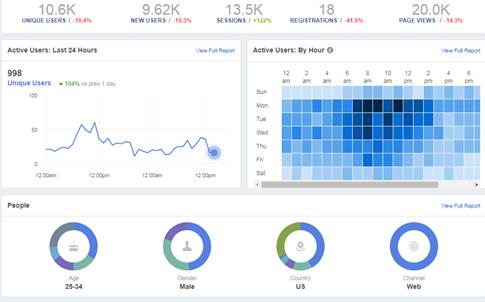 10.6K 9.62K 13.5K 18 20.0K
UNIQUE USERS / -16.4% NEW USERS / -19.3% SESSIONS / +122% REGISTRATIONS / -41.9% PAGE VIEWS / -14.3%
Active Users: Last 24 Hours View Full Report
998
Unique Users 104% vs prev 1 day
100
50
0
12:00am 12:00pm 12:00am 12:00pm
Active Users: By Hour View Full Report
12 am 2 am 4 am 6 am 8 am 10 am 12 pm 2 pm 4 pm 6 pm
Sun
Mon
Tue
Wed
Thu
Fri
Sat
People View Full Report
Age Gender Country Channel
25-34 Male US Web